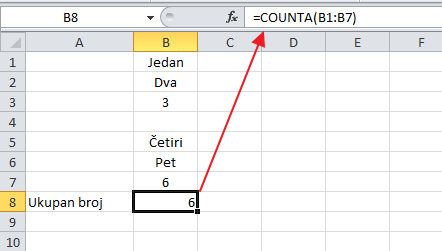 B8 fx =COUNTA(B1:B7)
A B C D E F
1 Jedan
2 Dva
3 3
4
5 Četiri
6 Pet
7 6
8 Ukupan broj 6
9
10